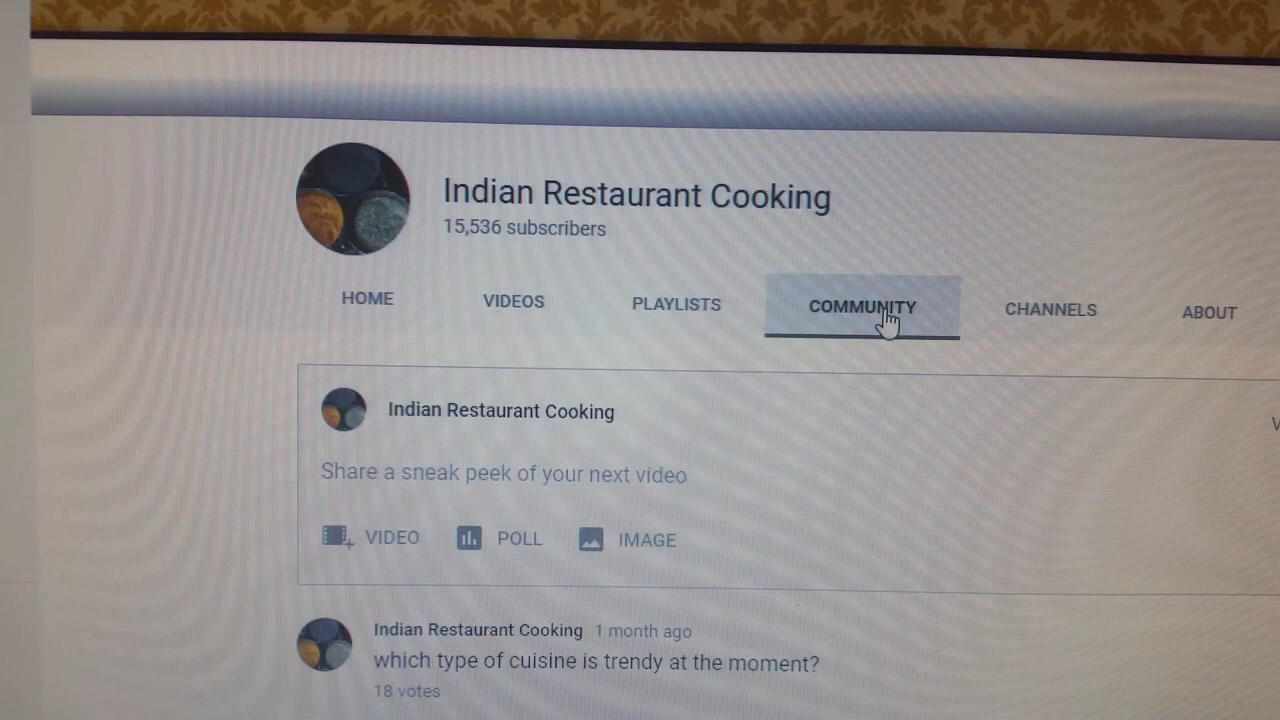 Indian Restaurant Cooking
15,536 subscribers
HOME VIDEOS PLAYLISTS COMMUNITY CHANNELS ABOUT
Indian Restaurant Cooking
Share a sneak peek of your next video
VIDEO POLL IMAGE
Indian Restaurant Cooking 1 month ago
which type of cuisine is trendy at the moment?
18 votes